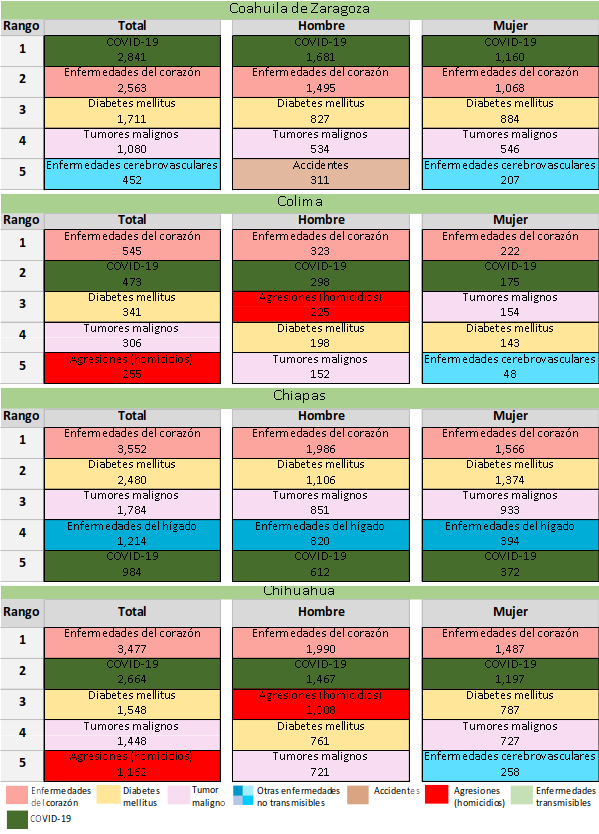 Coahuila de Zaragoza
Rango Total Hombre Mujer
1 COVID-19 COVID-19 COVID-19
2,841 1,681 1,160
2 Enfermedades del corazón Enfermedades del corazón Enfermedades del corazón
2,563 1,495 1,068
3 Diabetes mellitus Diabetes mellitus Diabetes mellitus
1,711 827 884
4 Tumores malignos Tumores malignos Tumores malignos
1,080 534 546
5 Enfermedades cerebrovasculares Accidentes Enfermedades cerebrovasculares
452 311 207
Colima
Rango Total Hombre Mujer
1 Enfermedades del corazón Enfermedades del corazón Enfermedades del corazón
545 323 222
2 COVID-19 COVID-19 COVID-19
473 298 175
3 Diabetes mellitus Agresiones (homicidios) Tumores malignos
341 225 154
4 Tumores malignos Diabetes mellitus Diabetes mellitus
306 198 143
5 Agresiones (homicidios) Tumores malignos Enfermedades cerebrovasculares
255 152 48
Chiapas
Rango Total Hombre Mujer
1 Enfermedades del corazón Enfermedades del corazón Enfermedades del corazón
3,552 1,986 1,566
2 Diabetes mellitus Diabetes mellitus Diabetes mellitus
2,480 1,106 1,374
3 Tumores malignos Tumores malignos Tumores malignos
1,784 851 933
4 Enfermedades del hígado Enfermedades del hígado Enfermedades del hígado
1,214 820 394
5 COVID-19 COVID-19 COVID-19
984 612 372
Chihuahua
Rango Total Hombre Mujer
1 Enfermedades del corazón Enfermedades del corazón Enfermedades del corazón
3,477 1,990 1,487
2 COVID-19 COVID-19 COVID-19
2,664 1,467 1,197
3 Diabetes mellitus Agresiones (homicidios) Diabetes mellitus
1,548 1,008 787
4 Tumores malignos Diabetes mellitus Tumores malignos
1,448 761 727
5 Agresiones (homicidios) Tumores malignos Enfermedades cerebrovasculares
1,162 721 258
Enfermedades Diabetes Tumor Otras enfermedades Accidentes Agresiones Enfermedades
del corazón mellitus maligno no transmisibles (homicidios) transmisibles
COVID-19